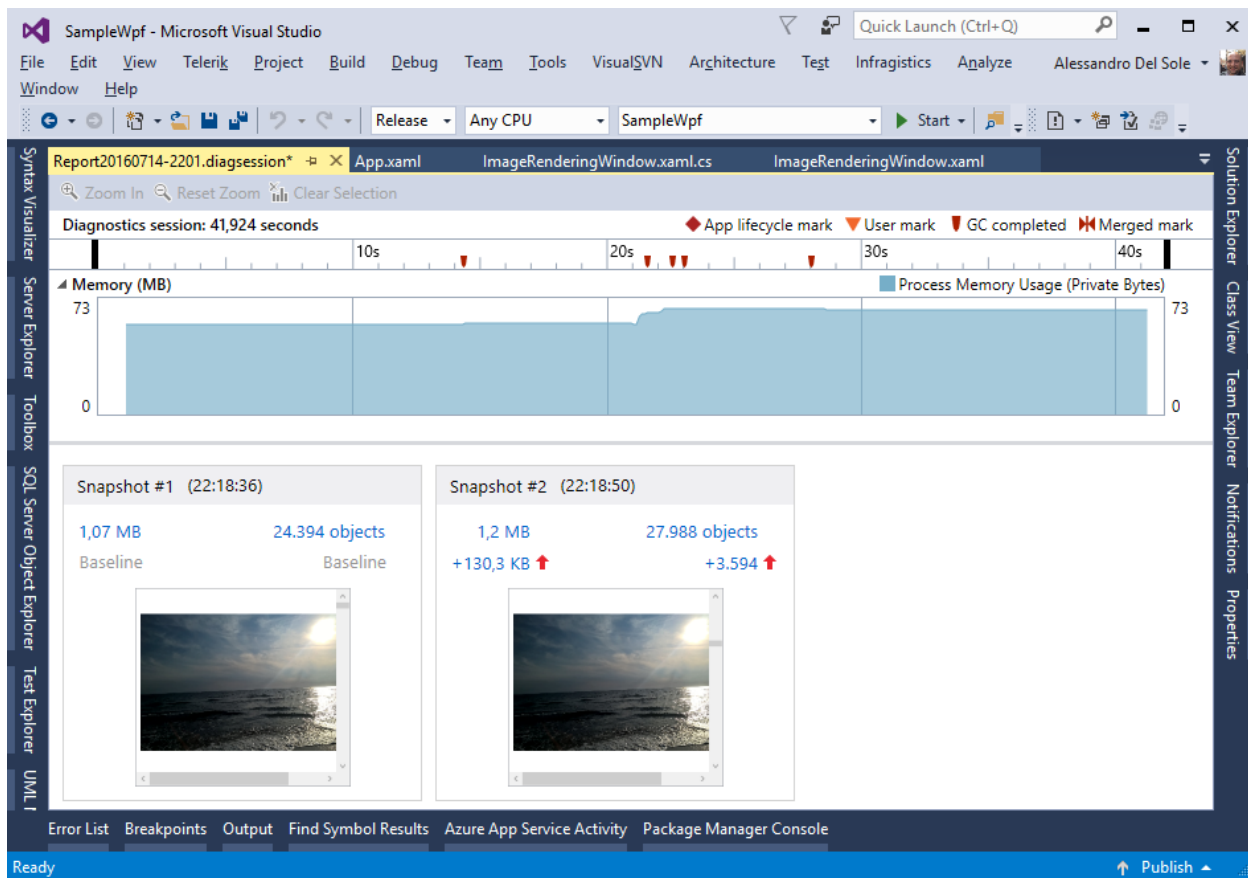 SampleWpf - Microsoft Visual Studio
Quick Launch (Ctrl+Q)
File Edit View Telerik Project Build Debug Team Tools VisualSVN Architecture Test Infragistics Analyze Alessandro Del Sole
Window Help
Release Any CPU SampleWpf Start
Report20160714-2201.diagsession* App.xaml ImageRenderingWindow.xaml.cs ImageRenderingWindow.xaml
Zoom In Reset Zoom Clear Selection
Diagnostics session: 41,924 seconds
App lifecycle mark User mark GC completed Merged mark
10s 20s 30s 40s
Memory (MB)
Process Memory Usage (Private Bytes)
73 73
0 0
Snapshot #1 (22:18:36)
1,07 MB 24.394 objects
Baseline Baseline
Snapshot #2 (22:18:50)
1,2 MB 27.988 objects
+130,3 KB +3.594
Syntax Visualizer
Server Explorer
Toolbox
SQL Server Object Explorer
Test Explorer
UML
Solution Explorer
Class View
Team Explorer
Notifications
Properties
Error List Breakpoints Output Find Symbol Results Azure App Service Activity Package Manager Console
Ready
Publish